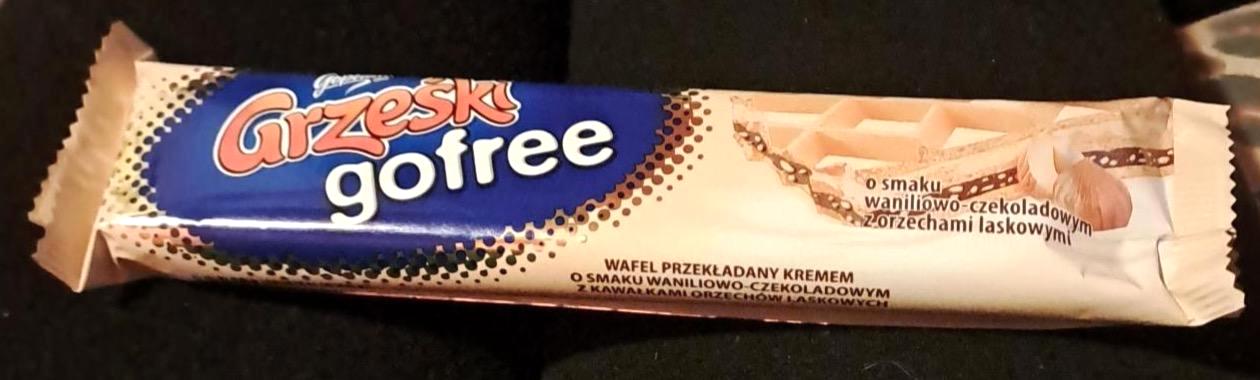 Goplana
Grześki
gofree
o smaku
waniliowo-czekoladowym
z orzechami laskowymi
WAFEL PRZEKŁADANY KREMEM
O SMAKU WANILIOWO-CZEKOLADOWYM
Z KAWAŁKAMI ORZECHÓW LASKOWYCH